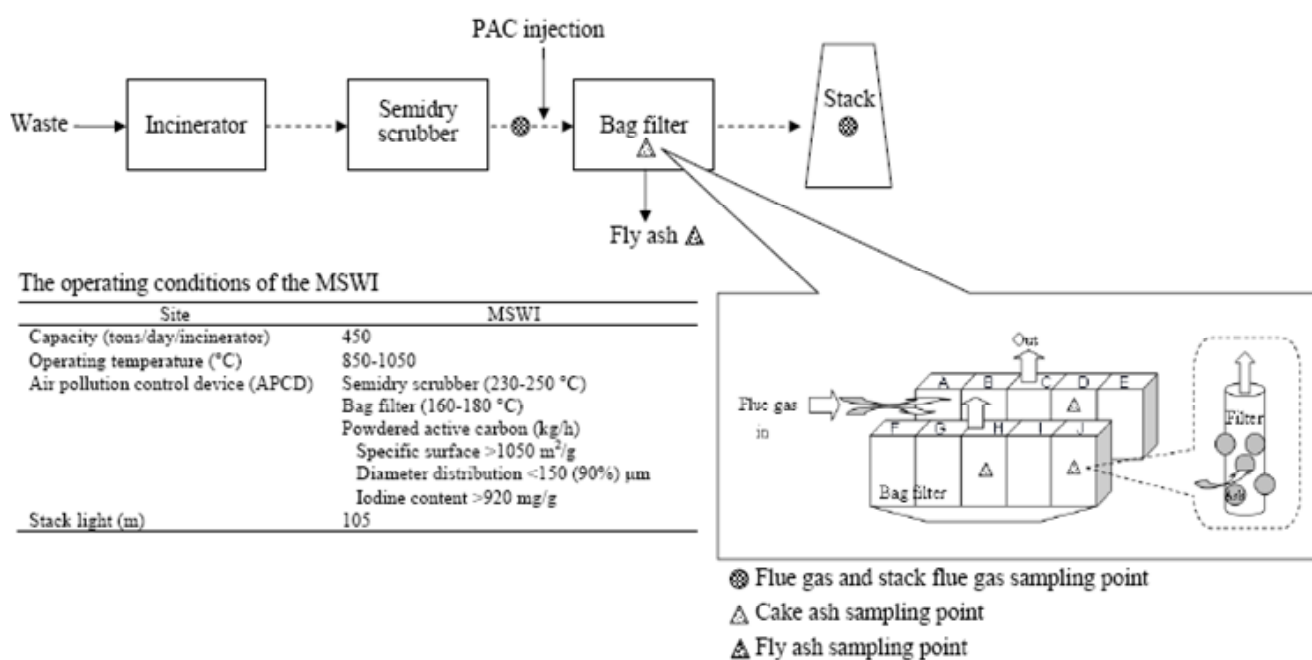 PAC injection
Waste
Incinerator
Semidry
scrubber
Bag filter
Stack
Fly ash
The operating conditions of the MSWI
Site MSWI
Capacity (tons/day/incinerator) 450
Operating temperature (°C) 850-1050
Air pollution control device (APCD) Semidry scrubber (230-250 °C)
Bag filter (160-180 °C)
Powdered active carbon (kg/h)
Specific surface >1050 m²/g
Diameter distribution <150 (90%) μm
Iodine content >920 mg/g
Stack light (m) 105
Out
A B C D E
Flue gas
in
F G H I J
Bag filter
Filter
Flue gas and stack flue gas sampling point
Cake ash sampling point
Fly ash sampling point